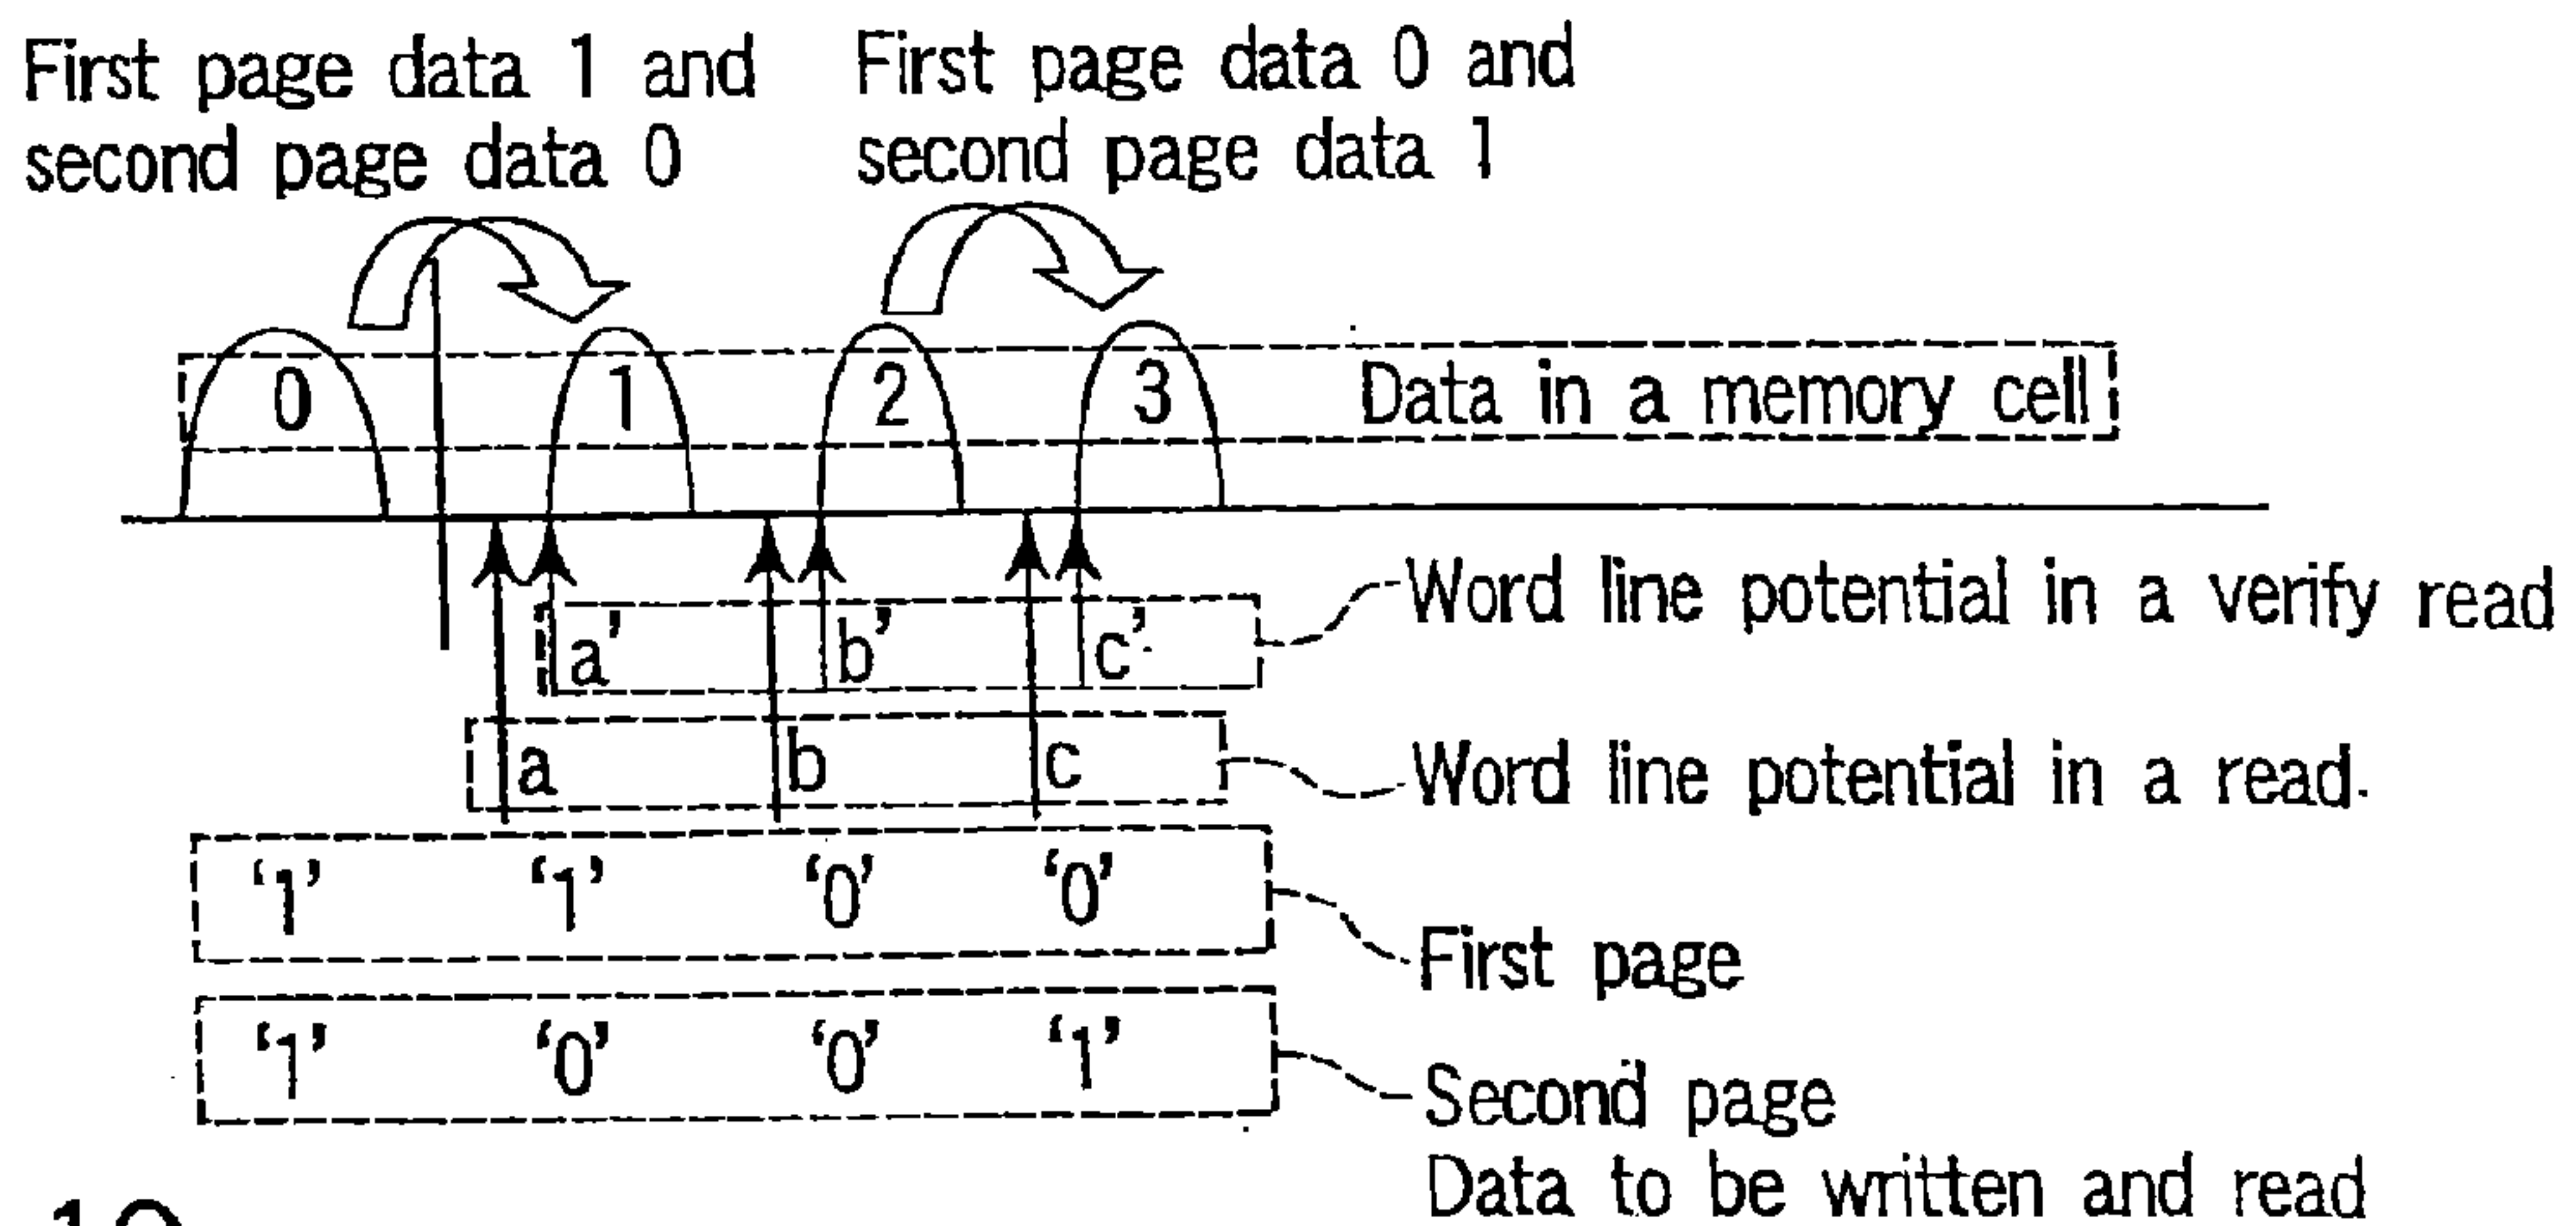 First page data 1 and
second page data 0
First page data 0 and
second page data 1
0 1 2 3 Data in a memory cell
a' b' c' Word line potential in a verify read
a b c Word line potential in a read
'1' '1' '0' '0'
First page
'1' '0' '0' '1'
Second page
Data to be written and read